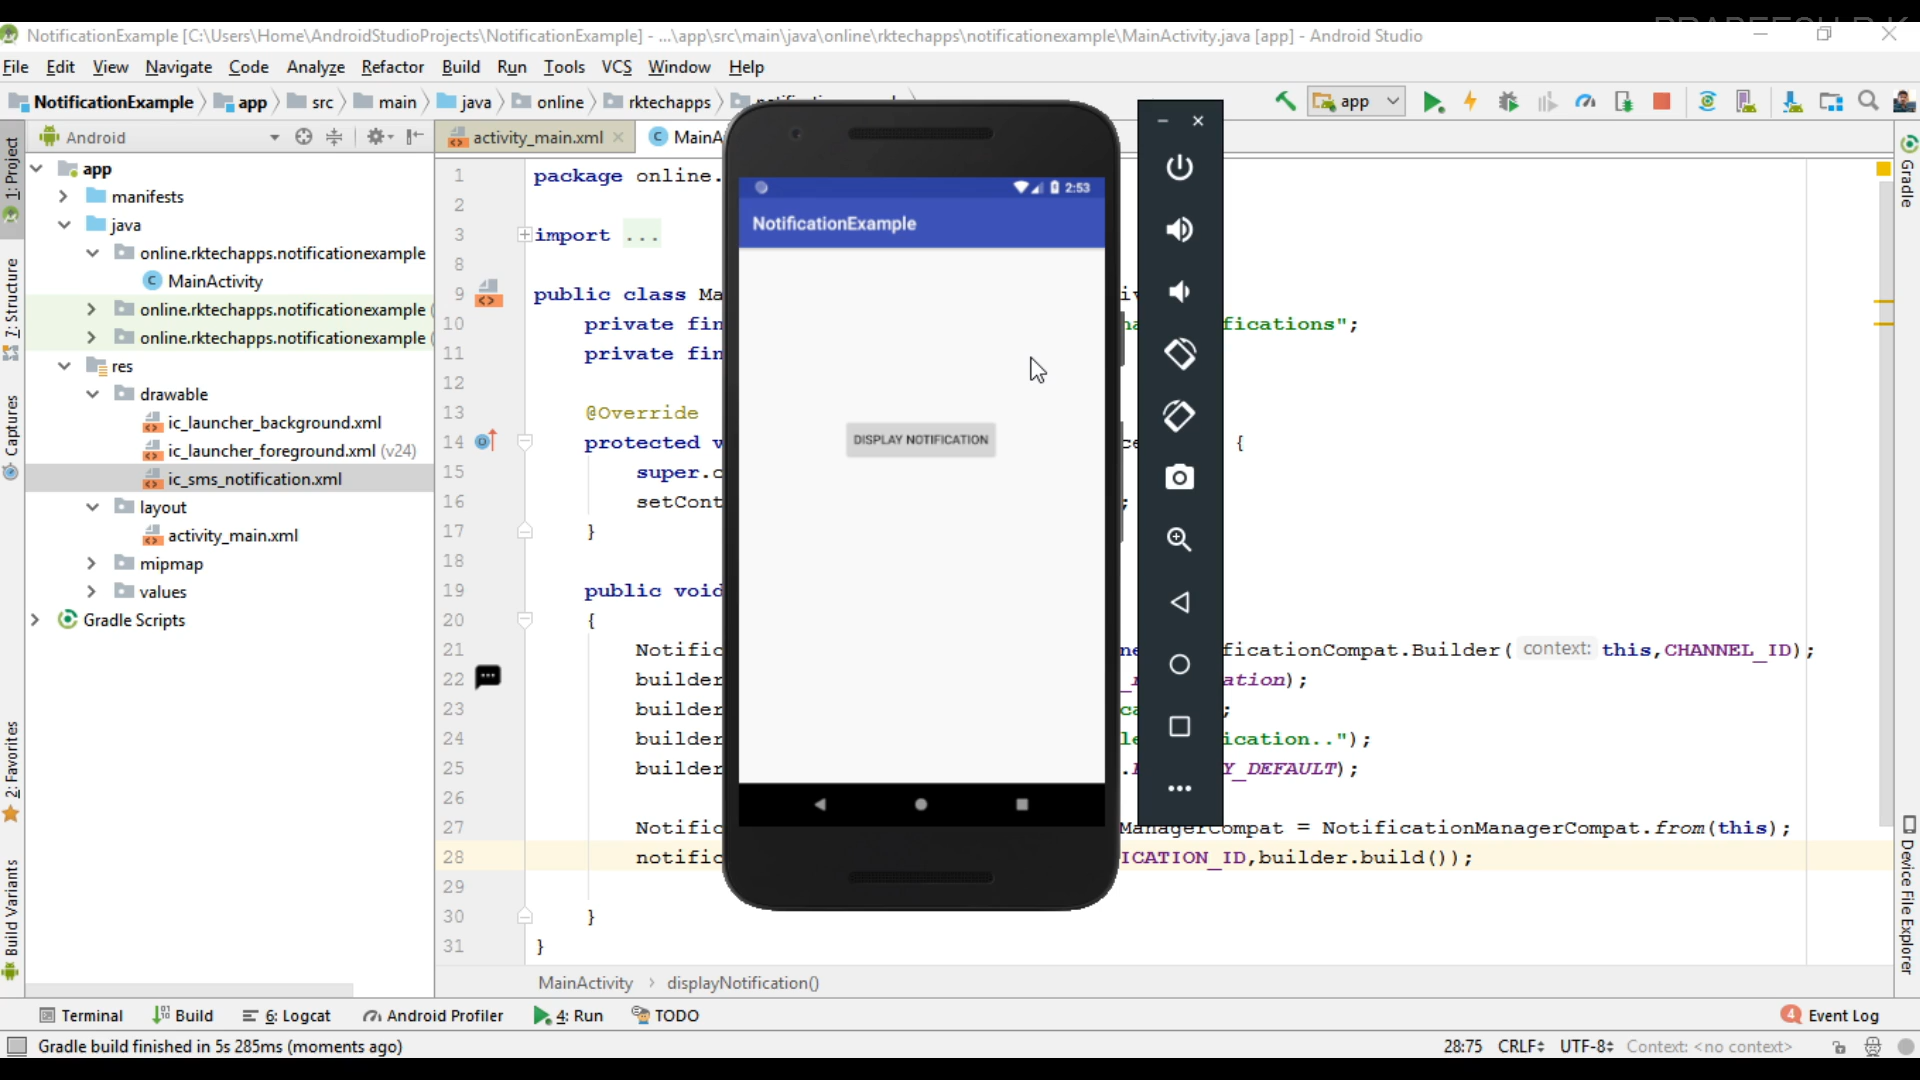 NotificationExample [C:\Users\Home\AndroidStudioProjects\NotificationExample] - ...\app\src\main\java\online\rktechapps\notificationexample\MainActivity.java [app] - Android Studio
File Edit View Navigate Code Analyze Refactor Build Run Tools VCS Window Help
NotificationExample app src main java online rktechapps
app
Android
activity_main.xml
MainA
1: Project
7: Structure
Captures
2: Favorites
Build Variants
app
manifests
java
online.rktechapps.notificationexample
MainActivity
online.rktechapps.notificationexample (
online.rktechapps.notificationexample (
res
drawable
ic_launcher_background.xml
ic_launcher_foreground.xml (v24)
ic_sms_notification.xml
layout
activity_main.xml
mipmap
values
Gradle Scripts
1 package online.
2
3 import ...
8
9 public class Ma
10 private fin fications";
11 private fin
12
13 @Override
14 protected v {
15 super.c
16 setCont ;
17 }
18
19 public void
20 {
21 Notific ificationCompat.Builder( context: this,CHANNEL_ID);
22 builder ation);
23 builder ;
24 builder ication..");
25 builder Y_DEFAULT);
26
27 Notific ManagerCompat = NotificationManagerCompat.from(this);
28 notific ICATION_ID,builder.build());
29
30 }
31 }
2:53
NotificationExample
DISPLAY NOTIFICATION
Gradle
Device File Explorer
MainActivity displayNotification()
Terminal Build 6: Logcat Android Profiler 4: Run TODO
4 Event Log
Gradle build finished in 5s 285ms (moments ago)
28:75 CRLF UTF-8 Context: <no context>